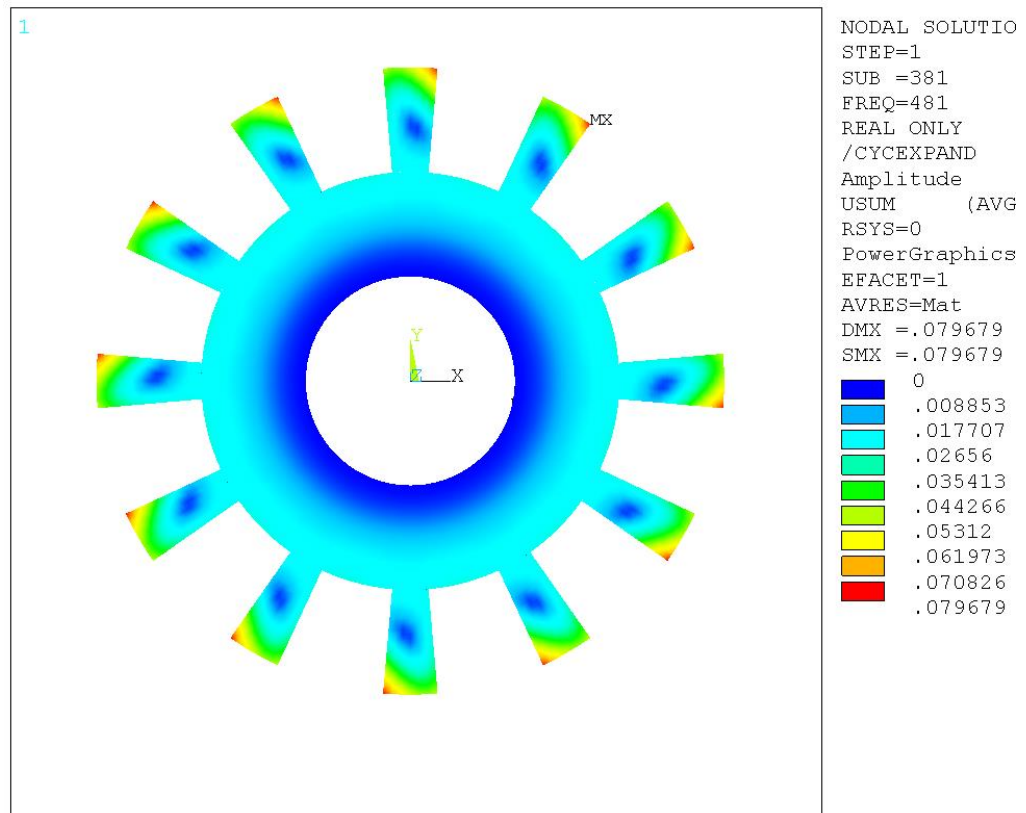 1
NODAL SOLUTIO
STEP=1
SUB =381
FREQ=481
REAL ONLY
/CYCEXPAND
Amplitude
USUM (AVG
RSYS=0
PowerGraphics
EFACET=1
AVRES=Mat
DMX =.079679
SMX =.079679
0
.008853
.017707
.02656
.035413
.044266
.05312
.061973
.070826
.079679
MX
Y
Z X